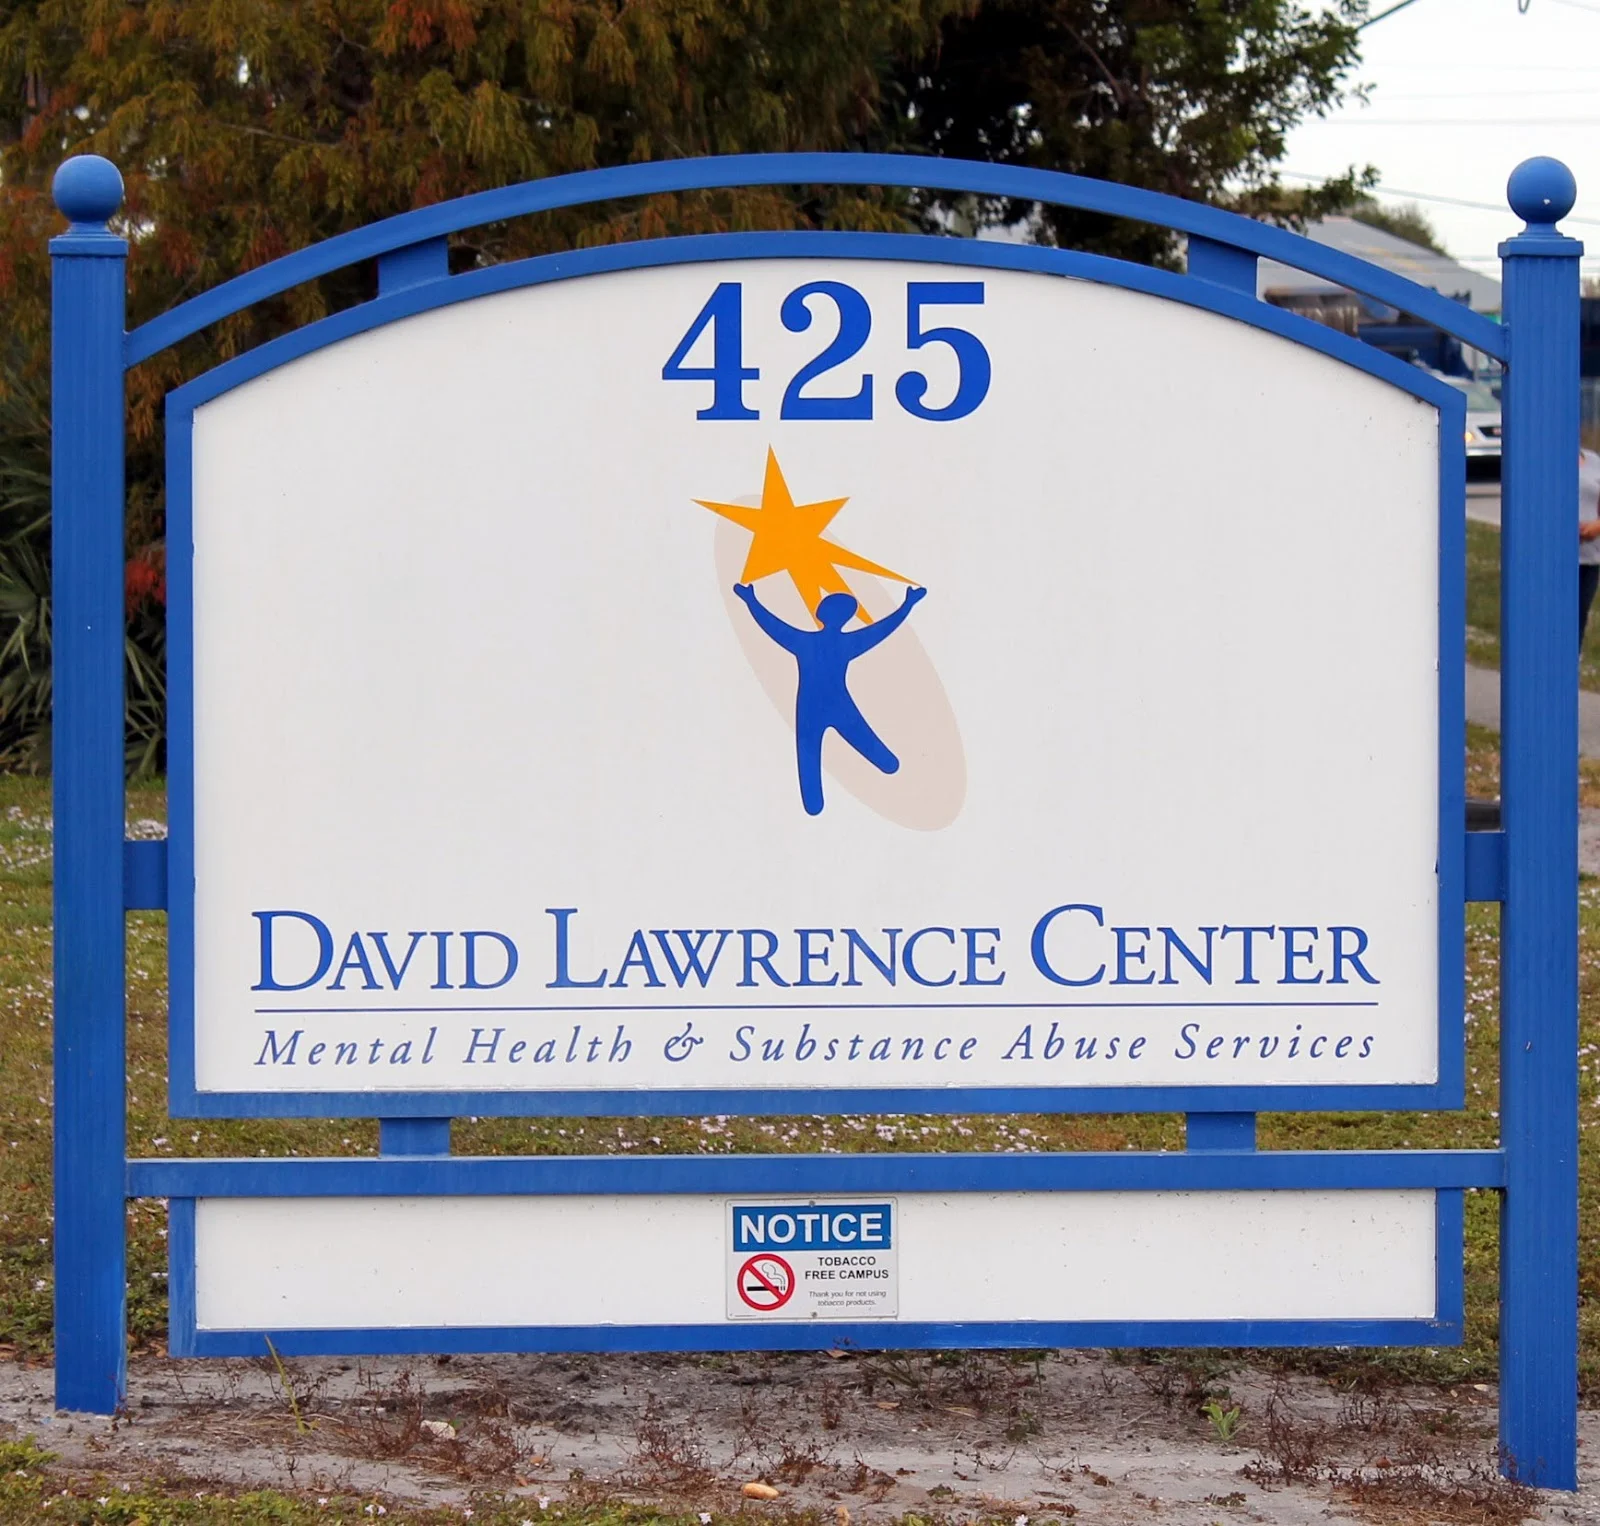 425
DAVID LAWRENCE CENTER
Mental Health & Substance Abuse Services
NOTICE
TOBACCO
FREE CAMPUS
Thank you for not using
tobacco products.